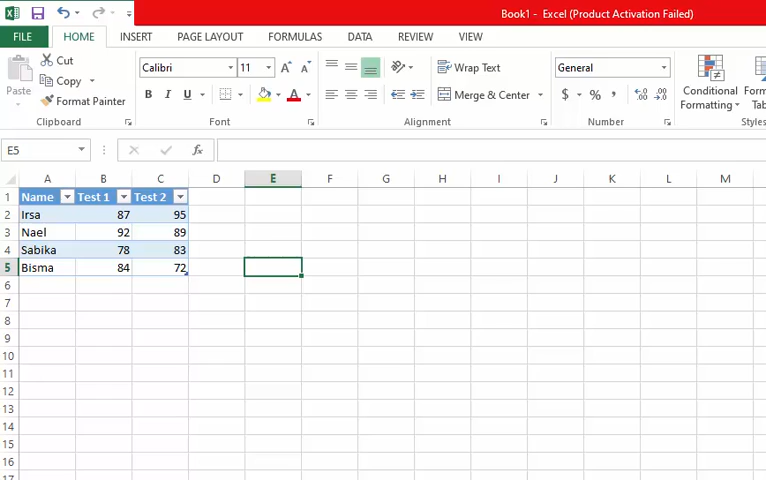 Book1 - Excel (Product Activation Failed)
FILE HOME INSERT PAGE LAYOUT FORMULAS DATA REVIEW VIEW
Cut
Copy
Format Painter
Paste
Clipboard
Calibri 11 A A
B I U A
Font
Wrap Text
Merge & Center
Alignment
General
$ % , .00 .0
Number
Conditional
Formatting
Styles
E5 fx
A B C D E F G H I J K L M
1 Name Test 1 Test 2
2 Irsa 87 95
3 Nael 92 89
4 Sabika 78 83
5 Bisma 84 72
6
7
8
9
10
11
12
13
14
15
16
17